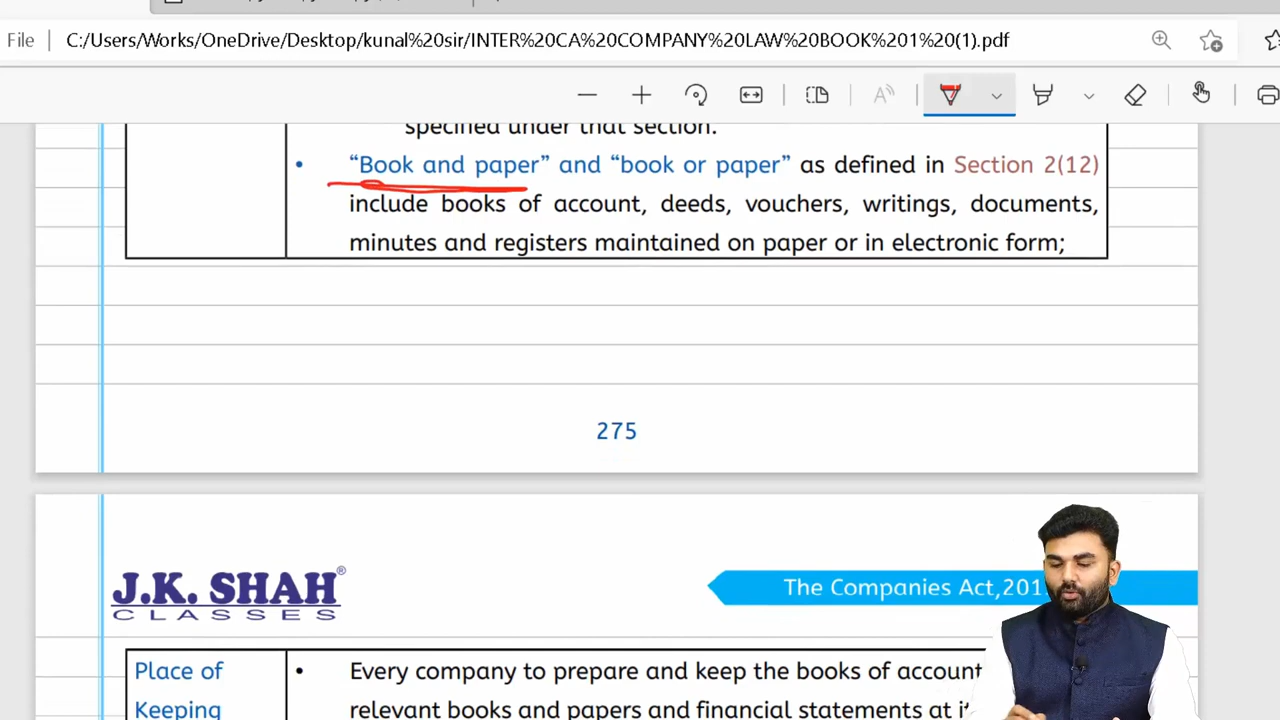 File
C:/Users/Works/OneDrive/Desktop/kunal%20sir/INTER%20CA%20COMPANY%20LAW%20BOOK%201%20(1).pdf
specified under that section.
• "Book and paper" and "book or paper" as defined in Section 2(12)
include books of account, deeds, vouchers, writings, documents,
minutes and registers maintained on paper or in electronic form;
275
J.K. SHAH®
CLASSES
The Companies Act,201
Place of
Keeping
• Every company to prepare and keep the books of account
relevant books and papers and financial statements at